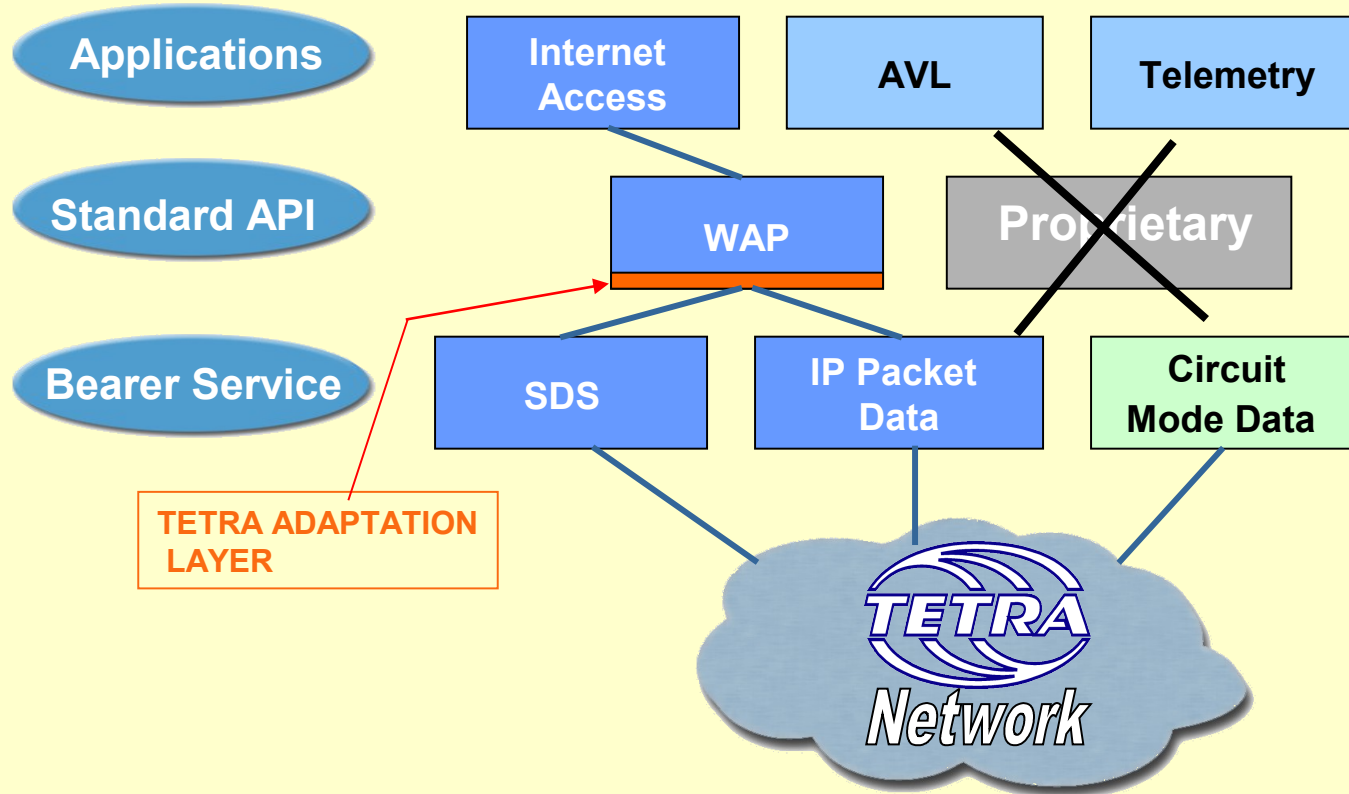 Applications
Internet
Access
AVL
Telemetry
Standard API
WAP
Proprietary
Bearer Service
SDS
IP Packet
Data
Circuit
Mode Data
TETRA ADAPTATION
LAYER
TETRA
Network